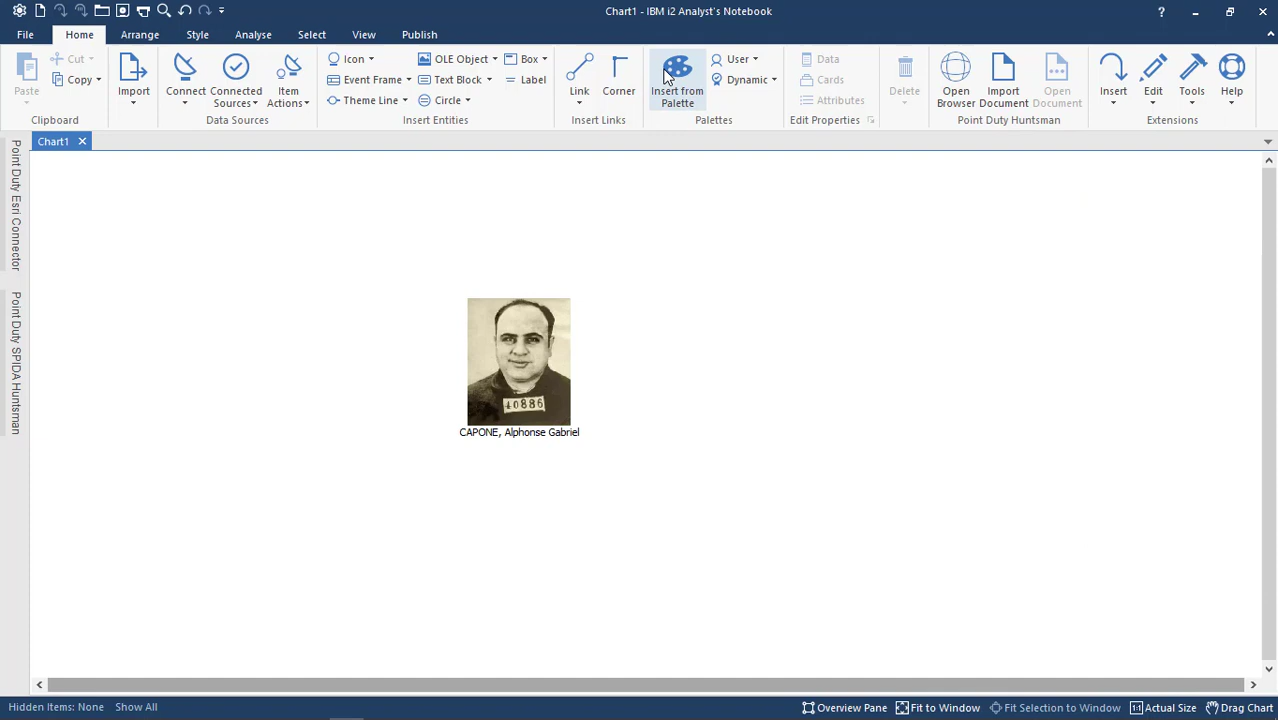 Chart1 - IBM i2 Analyst's Notebook
File Home Arrange Style Analyse Select View Publish
Paste
Cut
Copy
Clipboard
Import
Connect
Connected Sources
Item Actions
Data Sources
Icon
Event Frame
Theme Line
OLE Object
Text Block
Circle
Box
Label
Insert Entities
Link
Corner
Insert Links
Insert from Palette
User
Dynamic
Palettes
Data
Cards
Attributes
Edit Properties
Delete
Open Browser
Import Document
Open Document
Point Duty Huntsman
Insert
Edit
Tools
Help
Extensions
Chart1
Point Duty Esri Connector
Point Duty SPIDA Huntsman
40886
CAPONE, Alphonse Gabriel
Hidden Items: None Show All
Overview Pane Fit to Window Fit Selection to Window Actual Size Drag Chart